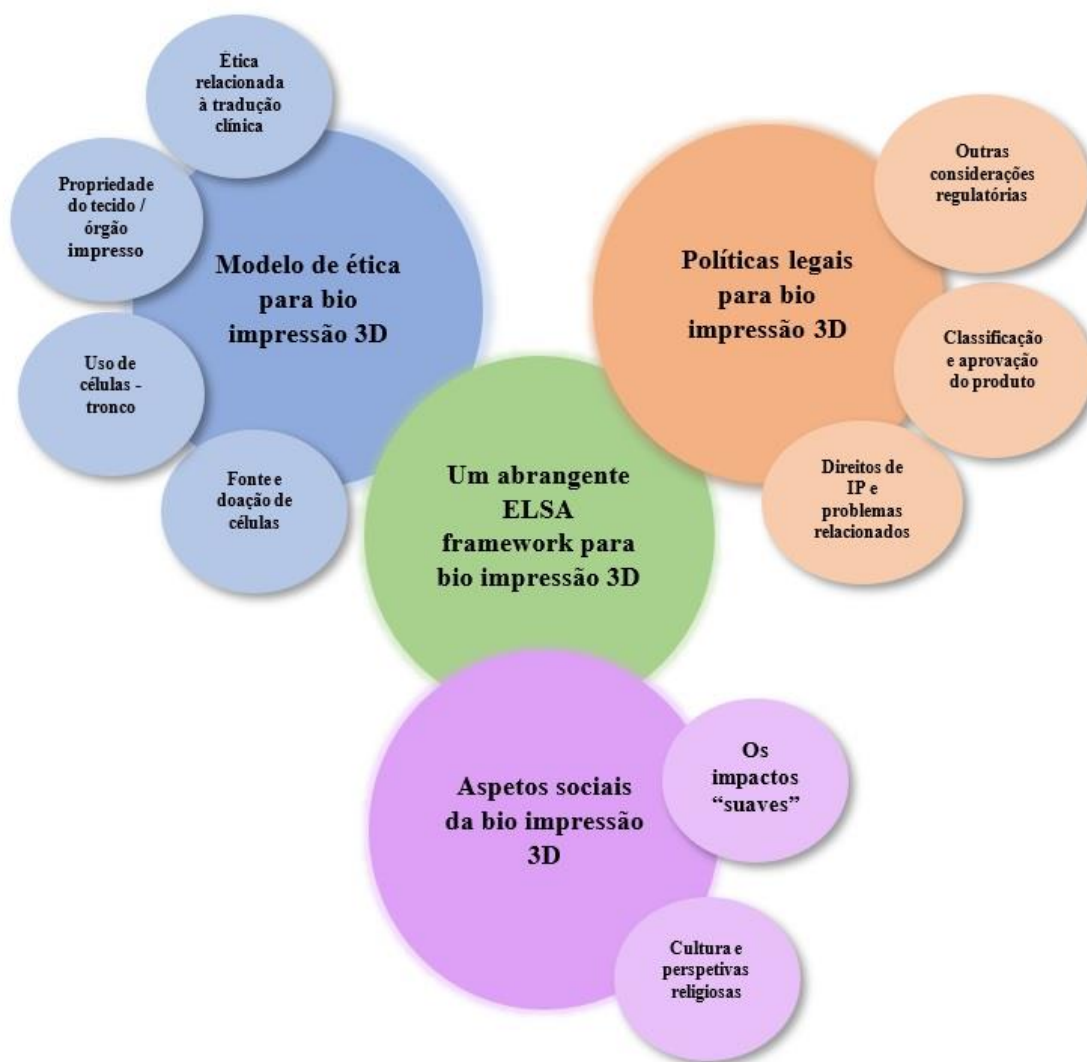 Ética
relacionada
à tradução
clínica
Propriedade
do tecido /
órgão
impresso
Uso de
células -
tronco
Fonte e
doação de
células
Modelo de ética
para bio
impressão 3D
Políticas legais
para bio
impressão 3D
Outras
considerações
regulatórias
Classificação
e aprovação
do produto
Direitos de
IP e
problemas
relacionados
Um abrangente
ELSA
framework para
bio impressão 3D
Aspetos sociais
da bio impressão
3D
Os
impactos
“suaves”
Cultura e
perspetivas
religiosas